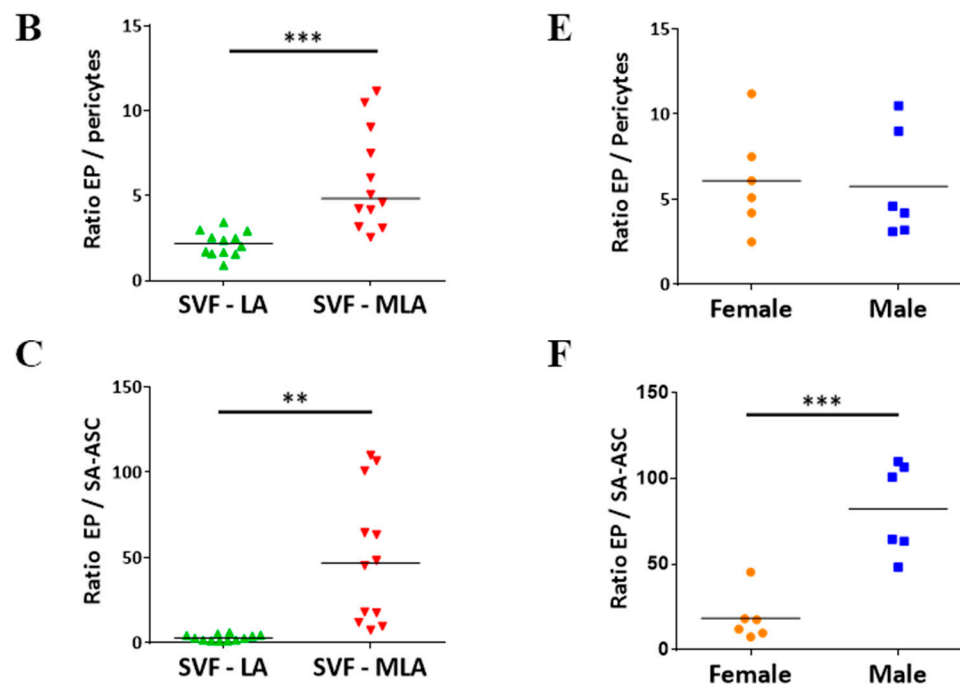 B
Ratio EP / pericytes
15
10
5
0
***
SVF - LA
SVF - MLA
E
Ratio EP / Pericytes
15
10
5
0
Female
Male
C
Ratio EP / SA-ASC
150
100
50
0
**
SVF - LA
SVF - MLA
F
Ratio EP / SA-ASC
150
100
50
0
***
Female
Male